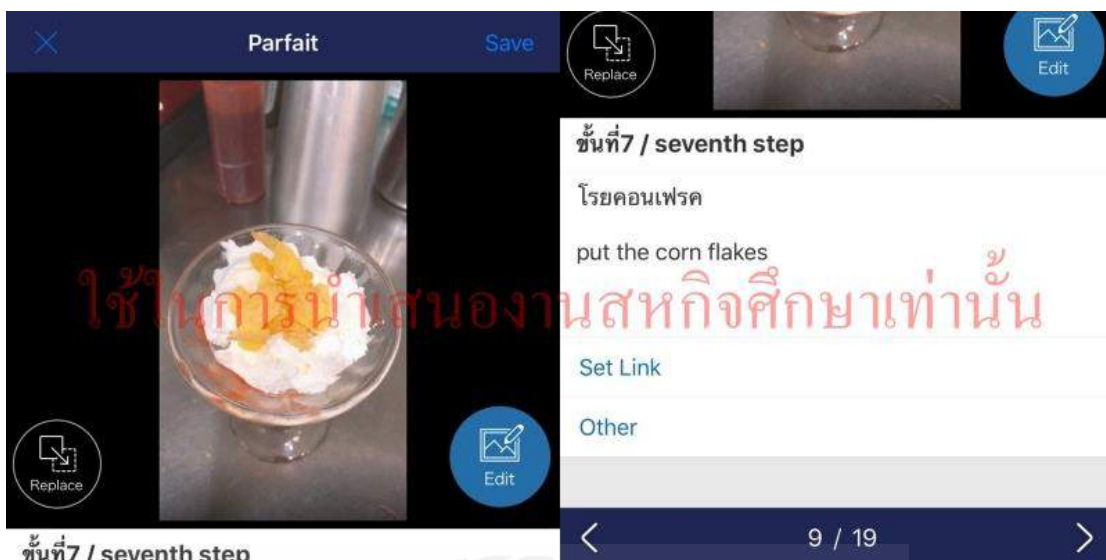 Parfait
Save
Replace
Edit
ขั้นที่7 / seventh step
Replace
Edit
ขั้นที่7 / seventh step
โรยคอนเฟรค
put the corn flakes
ใช้ในการนำเสนองานสหกิจศึกษาเท่านั้น
Set Link
Other
9 / 19